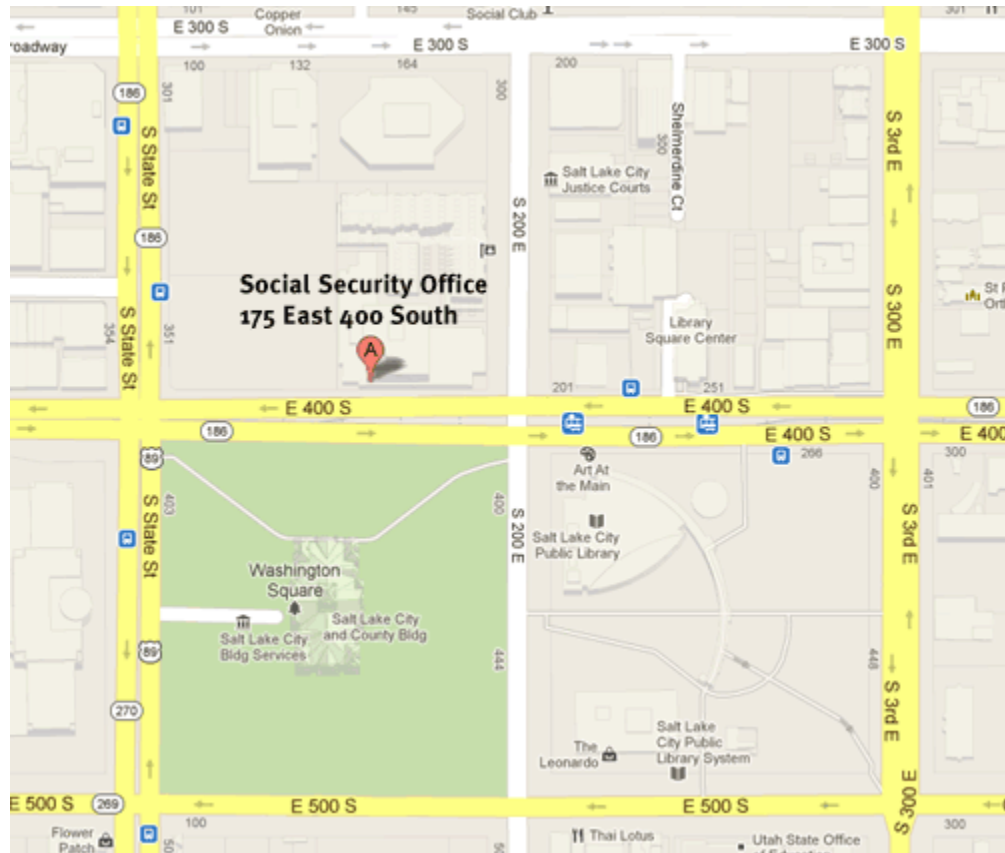 101
Copper
Onion
145
Social Club
301
E 300 S
roadway
E 300 S
E 300 S
100
132
164
200
186
301
S State St
300
Shelmerdine Ct
300
S 3rd E
Salt Lake City
Justice Courts
S 200 E
186
Social Security Office
175 East 400 South
A
S State St
354
351
S 300 E
St
Library
Square Center
201
251
E 400 S
E 400 S
186
186
186
E 400 S
E 400
89
403
S State St
400
S 200 E
Art At
the Main
266
400
401
300
S 3rd E
Salt Lake City
Public Library
Washington
Square
Salt Lake City
and County Bldg
Salt Lake City
Bldg Services
89
444
448
270
S 3rd E
The
Leonardo
Salt Lake
City Public
Library System
E 500 S
269
E 500 S
E 500 S
S 300 E
100
300
Flower
Patch
Thai Lotus
Utah State Office